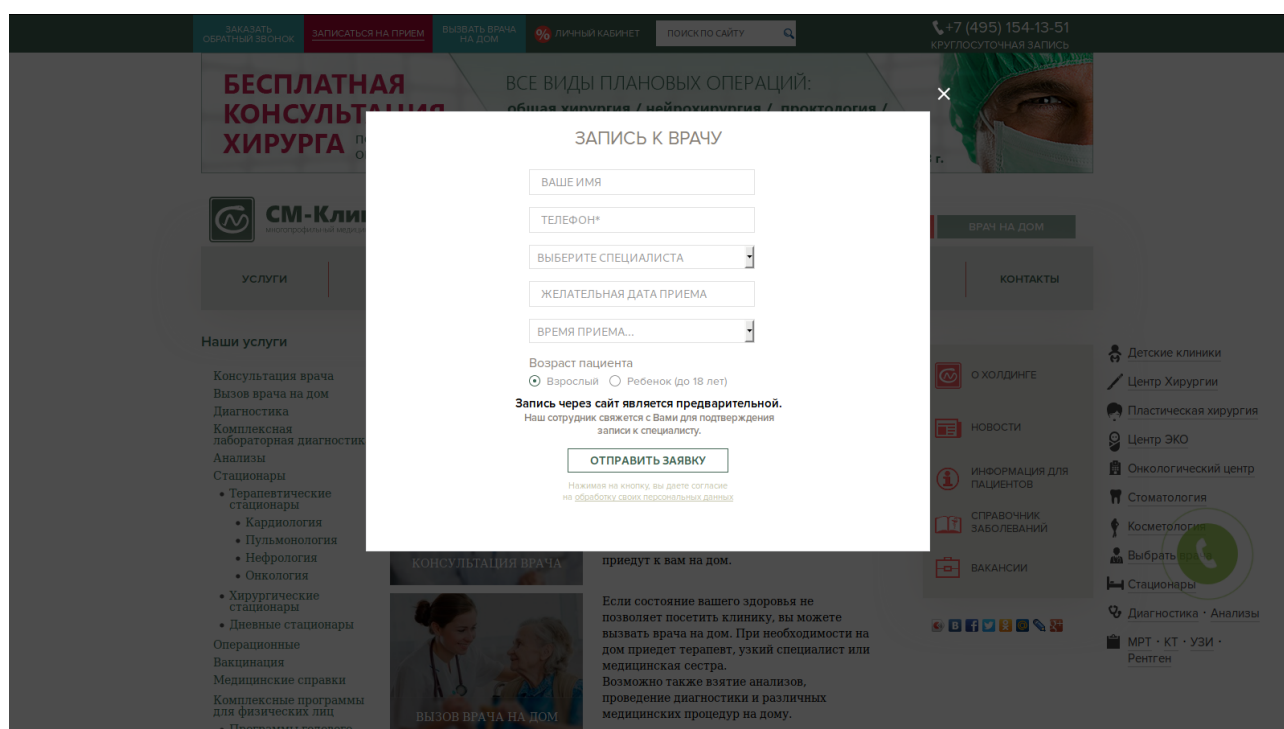 ЗАКАЗАТЬ
ОБРАТНЫЙ ЗВОНОК
ЗАПИСАТЬСЯ НА ПРИЕМ
ВЫЗВАТЬ ВРАЧА
НА ДОМ
% ЛИЧНЫЙ КАБИНЕТ
ПОИСК ПО САЙТУ
+7 (495) 154-13-51
КРУГЛОСУТОЧНАЯ ЗАПИСЬ
БЕСПЛАТНАЯ
КОНСУЛЬТАЦИЯ
ХИРУРГА
ВСЕ ВИДЫ ПЛАНОВЫХ ОПЕРАЦИЙ:
общая хирургия / нейрохирургия / проктология /
г.
ЗАПИСЬ К ВРАЧУ
ВАШЕ ИМЯ
ТЕЛЕФОН*
ВЫБЕРИТЕ СПЕЦИАЛИСТА
ЖЕЛАТЕЛЬНАЯ ДАТА ПРИЕМА
ВРЕМЯ ПРИЕМА...
Возраст пациента
Взрослый Ребенок (до 18 лет)
Запись через сайт является предварительной.
Наш сотрудник свяжется с Вами для подтверждения
записи к специалисту.
ОТПРАВИТЬ ЗАЯВКУ
Нажимая на кнопку, вы даете согласие
на обработку своих персональных данных
ВРАЧ НА ДОМ
УСЛУГИ
КОНТАКТЫ
Наши услуги
Консультация врача
Вызов врача на дом
Диагностика
Комплексная
лабораторная диагностик
Анализы
Стационары
• Терапевтические
стационары
• Кардиология
• Пульмонология
• Нефрология
• Онкология
• Хирургические
стационары
• Дневные стационары
Операционные
Вакцинация
Медицинские справки
Комплексные программы
для физических лиц
КОНСУЛЬТАЦИЯ ВРАЧА
приедут к вам на дом.
ВЫЗОВ ВРАЧА НА ДОМ
Если состояние вашего здоровья не
позволяет посетить клинику, вы можете
вызвать врача на дом. При необходимости на
дом приедет терапевт, узкий специалист или
медицинская сестра.
Возможно также взятие анализов,
проведение диагностики и различных
медицинских процедур на дому.
О ХОЛДИНГЕ
НОВОСТИ
ИНФОРМАЦИЯ ДЛЯ
ПАЦИЕНТОВ
СПРАВОЧНИК
ЗАБОЛЕВАНИЙ
ВАКАНСИИ
Детские клиники
Центр Хирургии
Пластическая хирургия
Центр ЭКО
Онкологический центр
Стоматология
Косметология
Выбрать врача
Стационары
Диагностика · Анализы
МРТ · КТ · УЗИ ·
Рентген